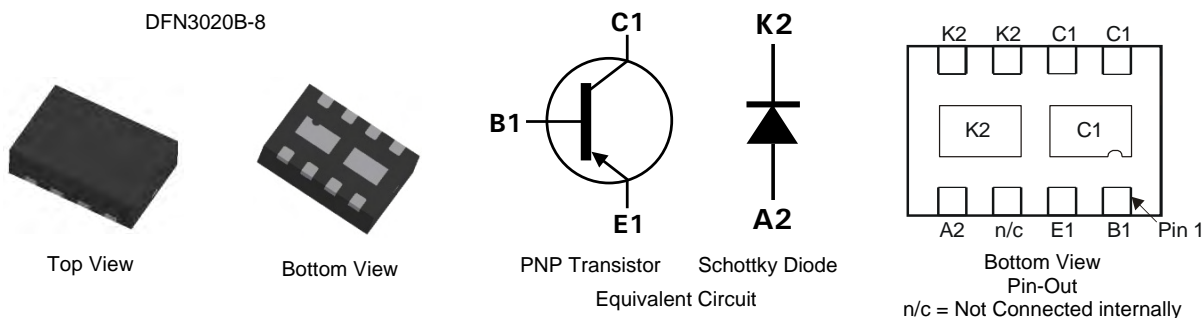 DFN3020B-8
Top View
Bottom View
C1
B1
E1
PNP Transistor
K2
A2
Schottky Diode
Equivalent Circuit
K2 K2 C1 C1
K2 C1
A2 n/c E1 B1 Pin 1
Bottom View
Pin-Out
n/c = Not Connected internally